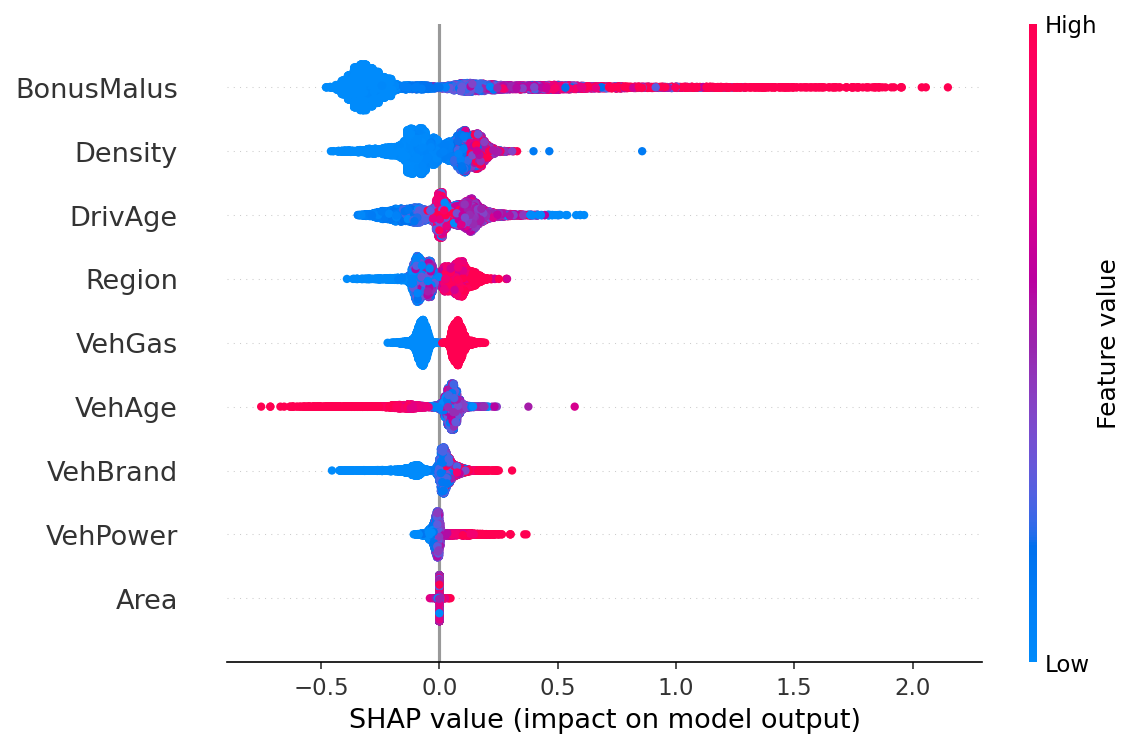 High
BonusMalus
Density
DrivAge
Region
VehGas
VehAge
VehBrand
VehPower
Area
Feature value
Low
−0.5 0.0 0.5 1.0 1.5 2.0
SHAP value (impact on model output)